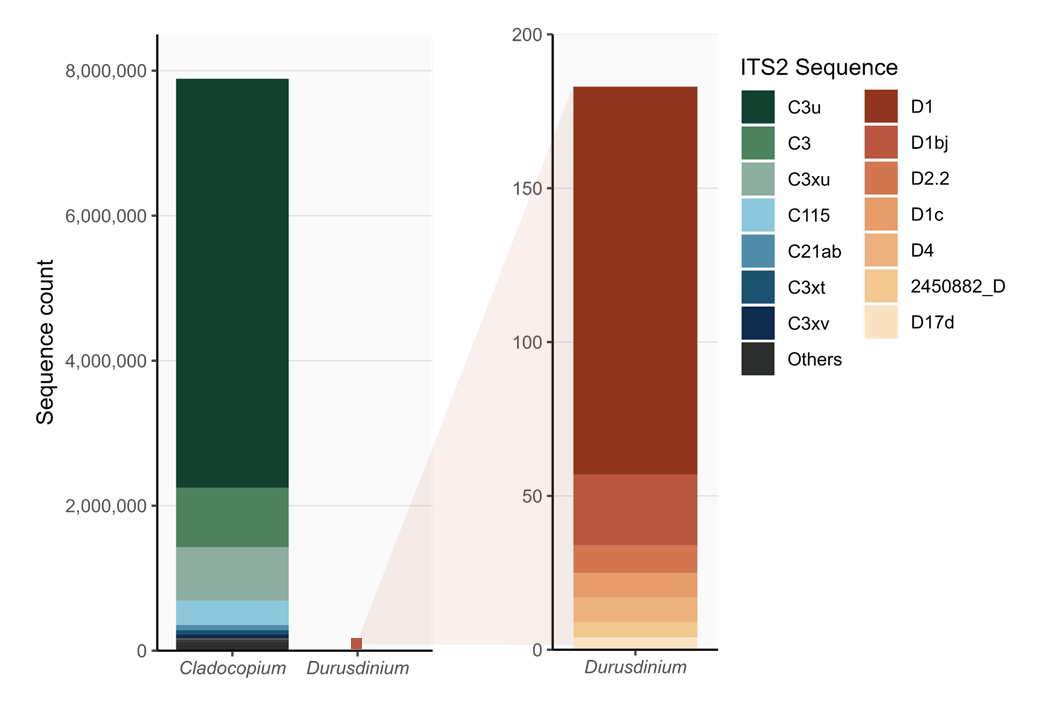 Sequence count
8,000,000
6,000,000
4,000,000
2,000,000
0
Cladocopium
Durusdinium
200
150
100
50
0
Durusdinium
ITS2 Sequence
C3u
C3
C3xu
C115
C21ab
C3xt
C3xv
Others
D1
D1bj
D2.2
D1c
D4
2450882_D
D17d